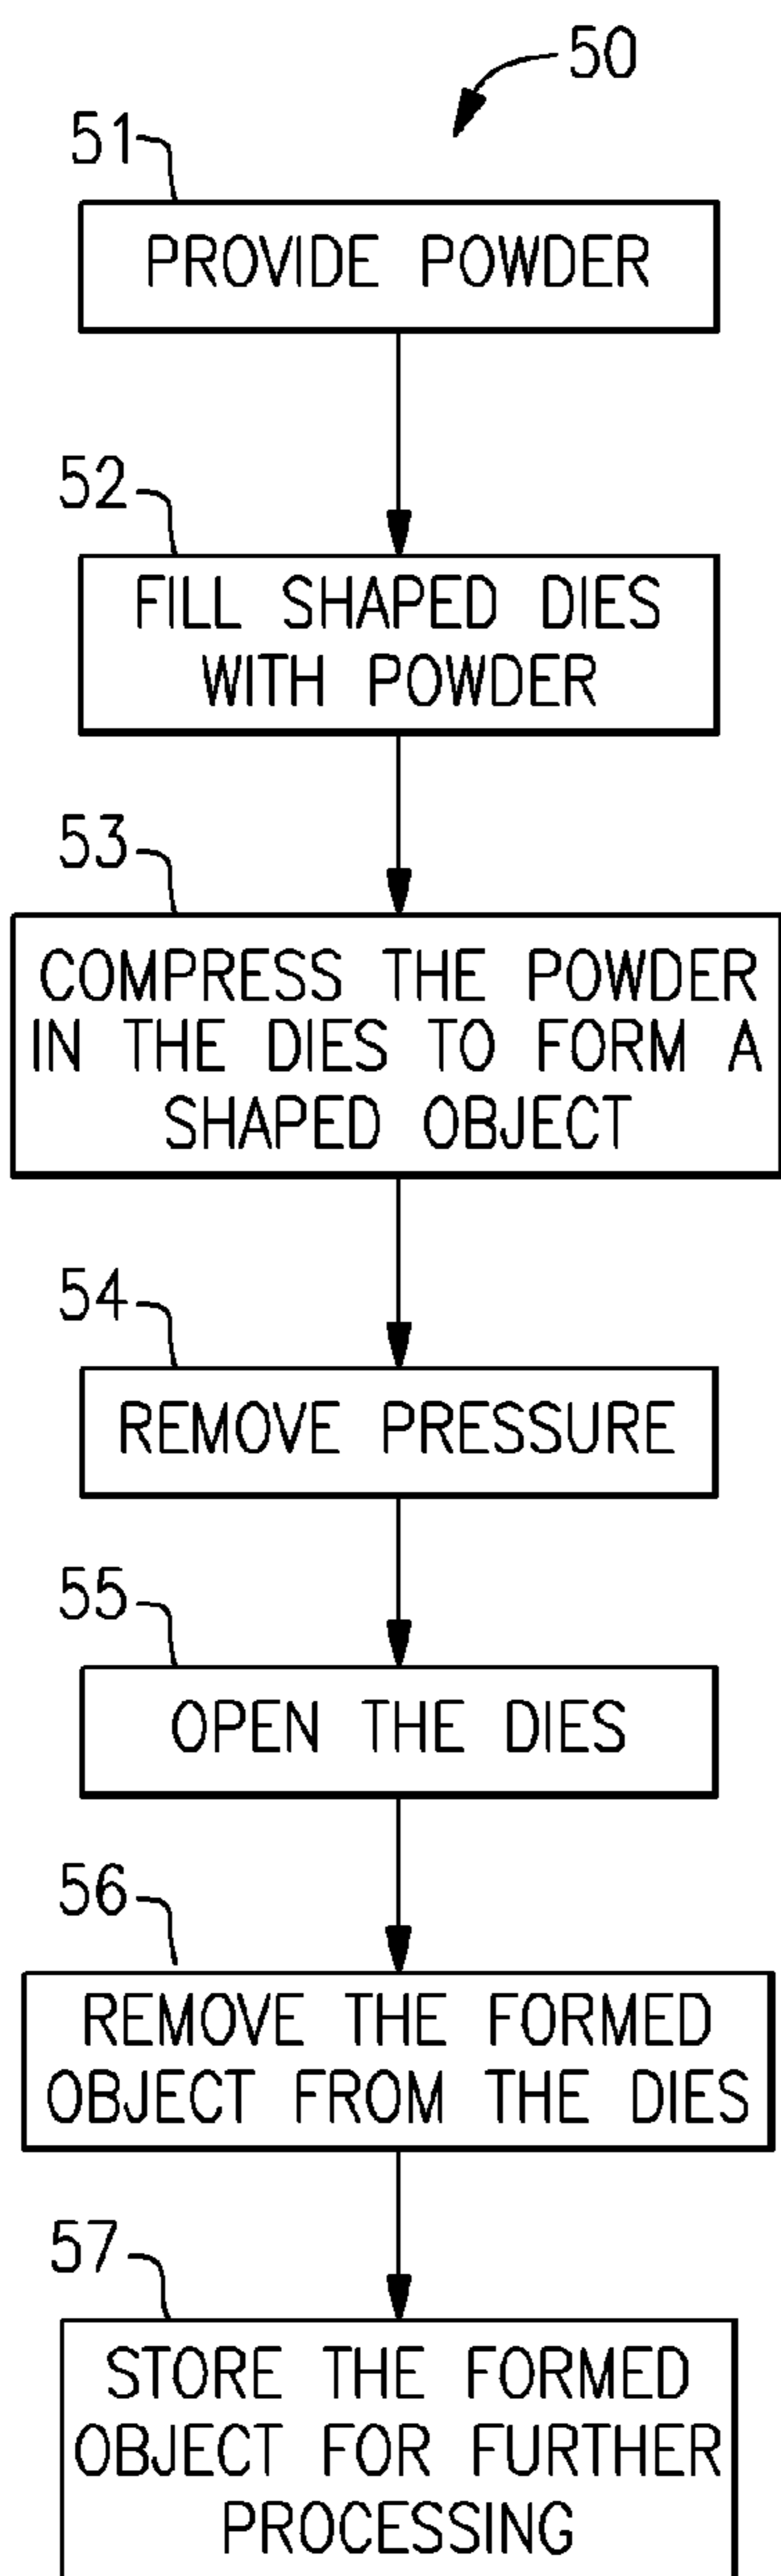 50
51
PROVIDE POWDER
52
FILL SHAPED DIES
WITH POWDER
53
COMPRESS THE POWDER
IN THE DIES TO FORM A
SHAPED OBJECT
54
REMOVE PRESSURE
55
OPEN THE DIES
56
REMOVE THE FORMED
OBJECT FROM THE DIES
57
STORE THE FORMED
OBJECT FOR FURTHER
PROCESSING